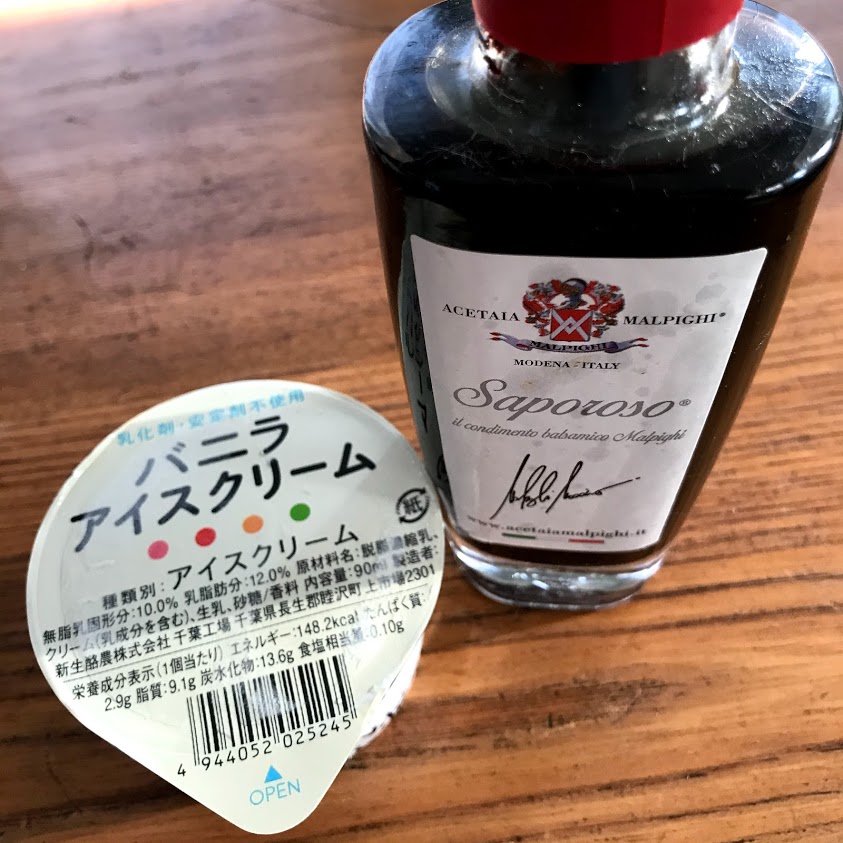 乳化剤・安定剤不使用
バニラ
アイスクリーム
紙
種類別：アイスクリーム
無脂乳固形分：10.0% 乳脂肪分：12.0% 原材料名：脱脂濃縮乳、
クリーム(乳成分を含む)、生乳、砂糖/香料 内容量：90ml 製造者：
新生酪農株式会社 千葉工場 千葉県長生郡睦沢町 上市場2301
栄養成分表示(1個当たり) エネルギー：148.2kcal たんぱく質：
2.9g 脂質：9.1g 炭水化物：13.6g 食塩相当量：0.10g
4 944052 025245
OPEN
ACETAIA MALPIGHI®
MALPIGHI
MODENA - ITALY
Saporoso®
il condimento balsamico Malpighi
www.acetaiamalpighi.it